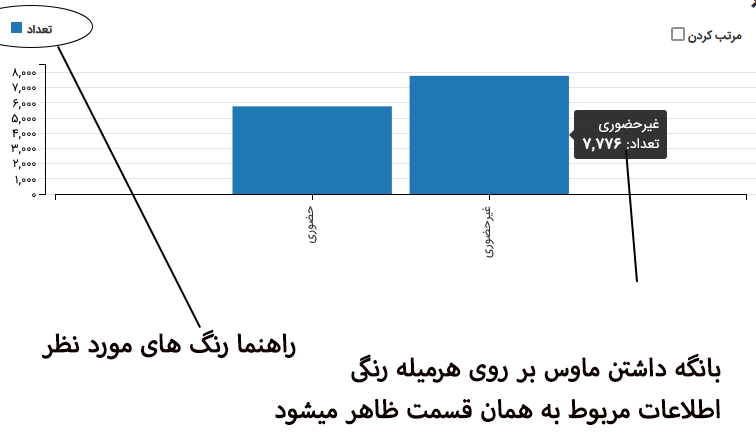 تعداد
مرتب کردن
۸,۰۰۰
۷,۰۰۰
۶,۰۰۰
۵,۰۰۰
۴,۰۰۰
۳,۰۰۰
۲,۰۰۰
۱,۰۰۰
۰
غیرحضوری
تعداد: ۷,۷۷۶
حضوری
غیرحضوری
راهنما رنگ های مورد نظر
بانگه داشتن ماوس بر روی هرمیله رنگی
اطلاعات مربوط به همان قسمت ظاهر میشود